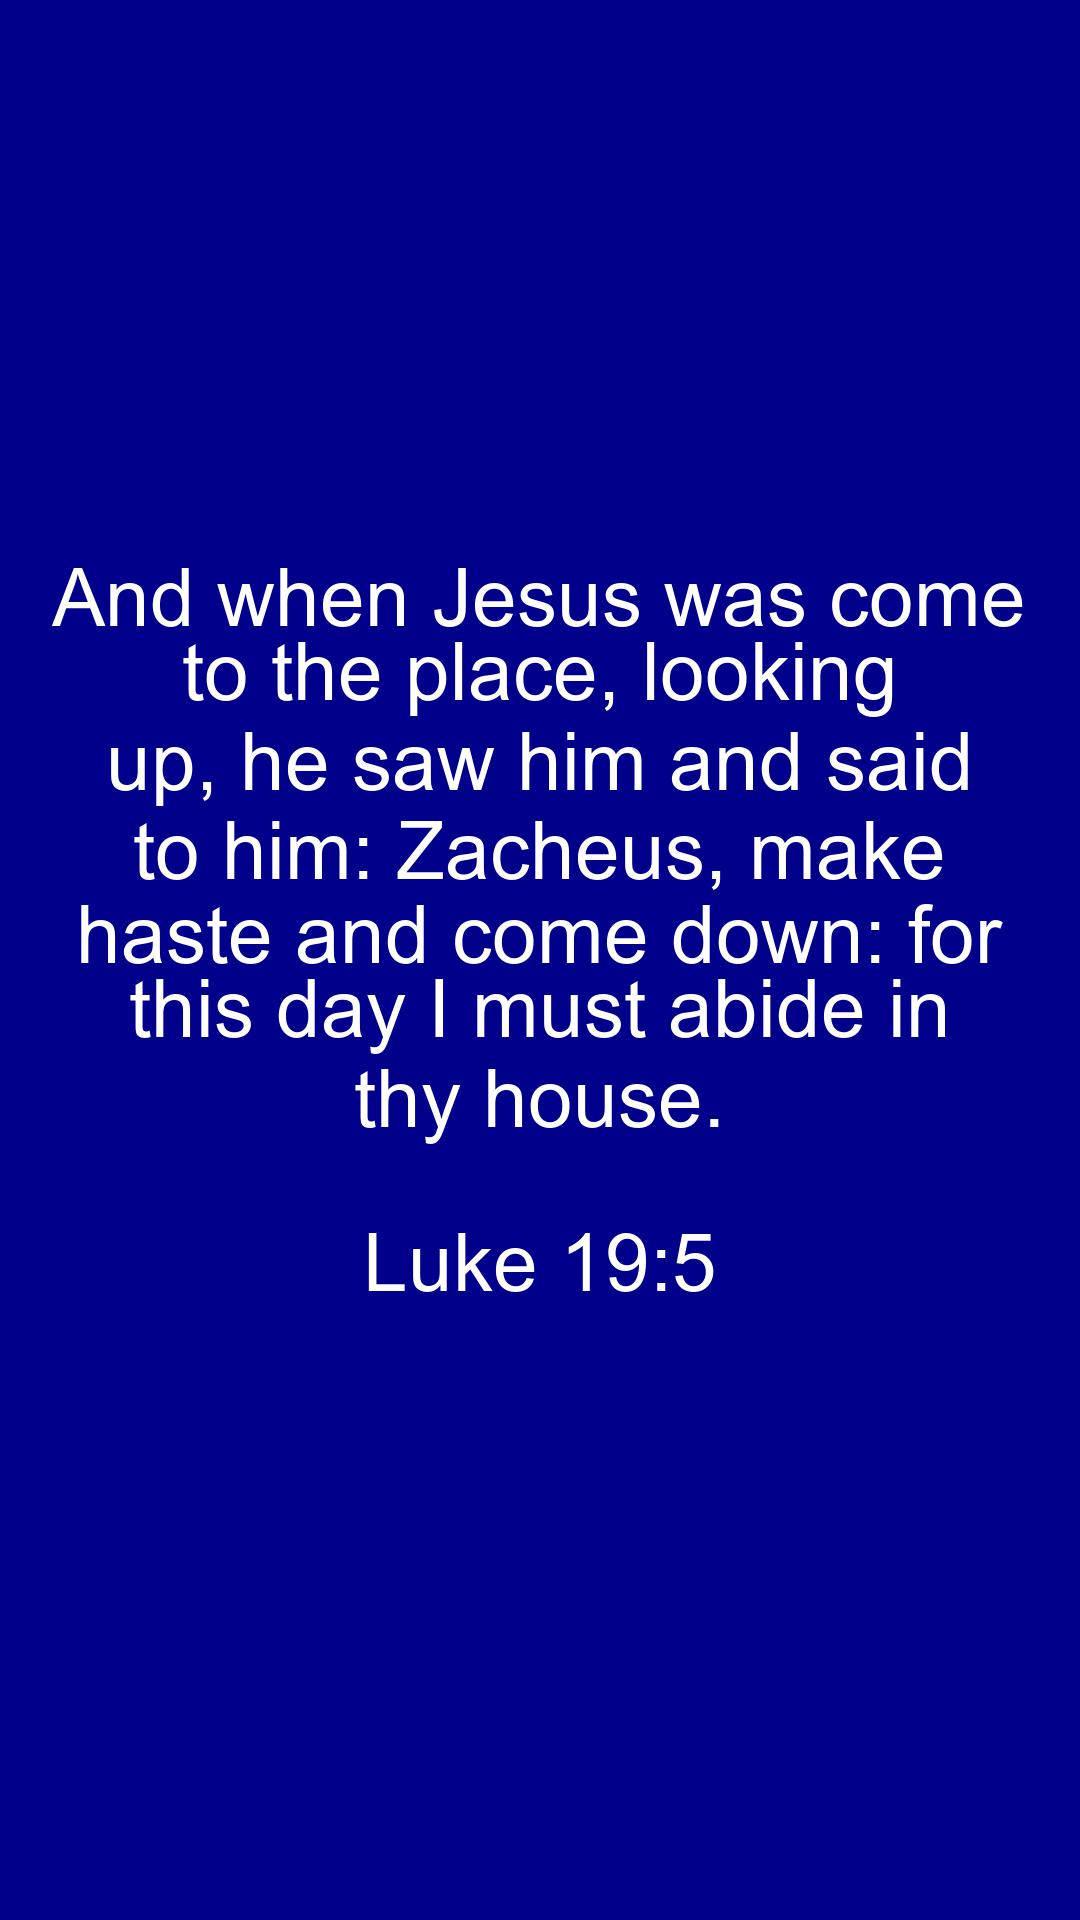 And when Jesus was come
to the place, looking
up, he saw him and said
to him: Zacheus, make
haste and come down: for
this day I must abide in
thy house.
Luke 19:5